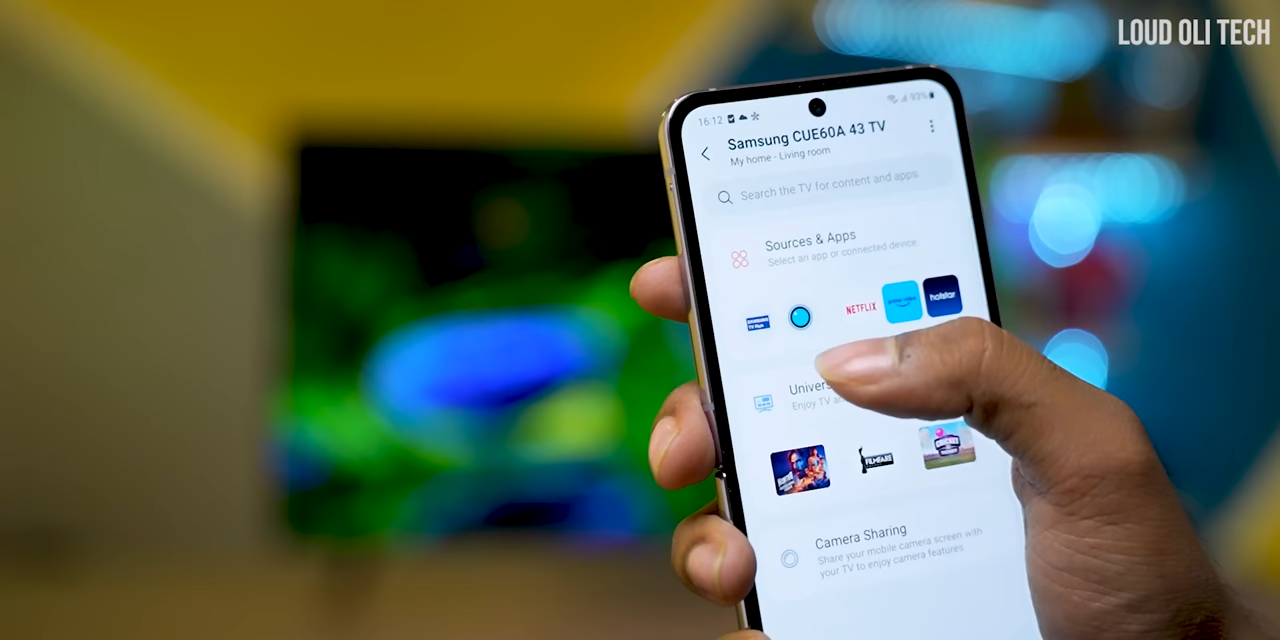 LOUD OLI TECH
16:12
93%
Samsung CUE60A 43 TV
My home - Living room
Search the TV for content and apps
Sources & Apps
Select an app or connected device.
SAMSUNG
TV Plus
NETFLIX
prime video
hotstar
Univers
Enjoy TV a
FILMFARE
CRICKET
Camera Sharing
Share your mobile camera screen with
your TV to enjoy camera features.